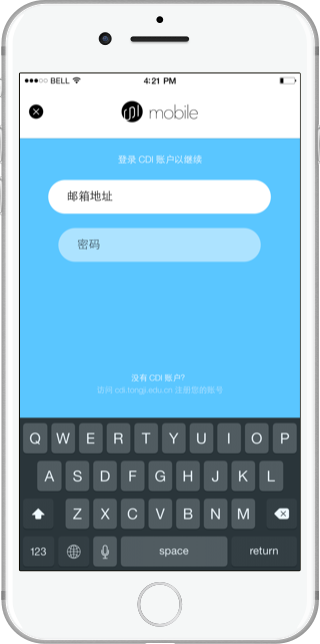 BELL 4:21 PM
mobile
登录 CDI 账户以继续
邮箱地址
密码
没有 CDI 账户?
访问 cdi.tongji.edu.cn 注册您的账号
Q W E R T Y U I O P
A S D F G H J K L
Z X C V B N M
123 space return